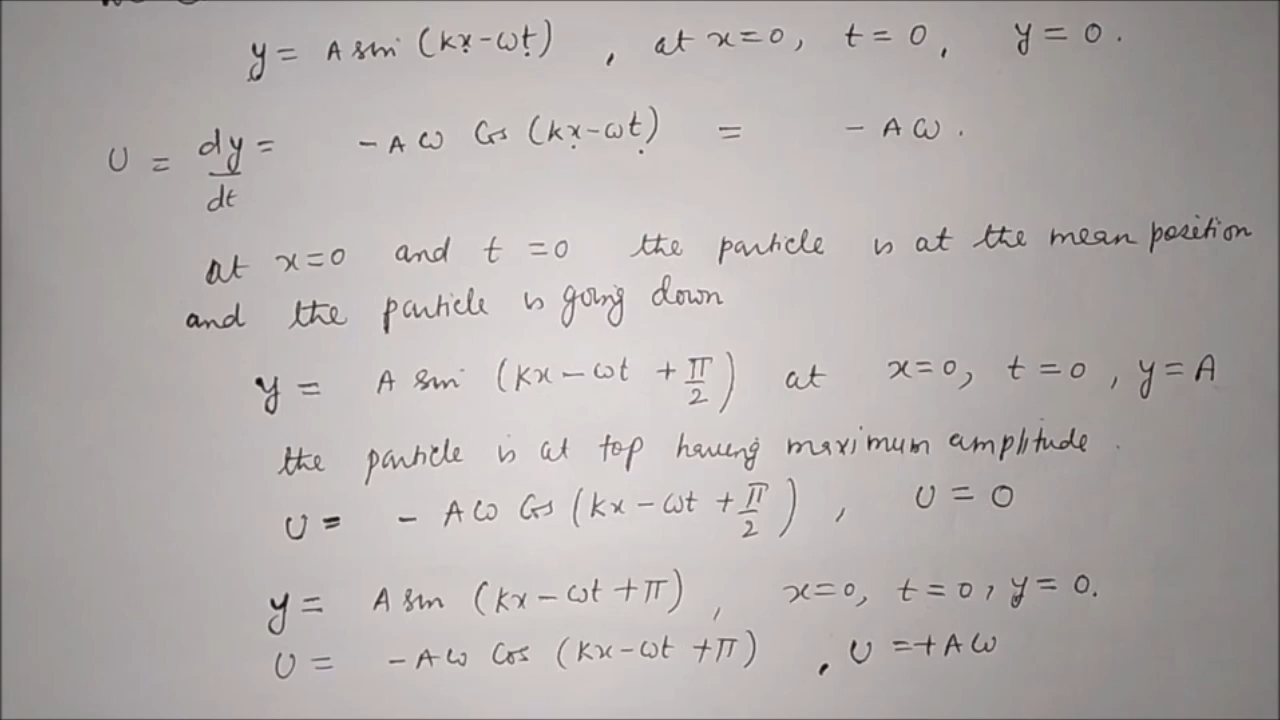 y = A sin (kx-ωt) , at x=0, t=0, y=0.
υ = dy/dt = -Aω Cos (kx-ωt) = -Aω.
at x=0 and t=0 the particle is at the mean position
and the particle is going down
y = A sin (kx-ωt+π/2) at x=0, t=0, y=A
the particle is at top having maximum amplitude.
υ = -Aω Cos (kx-ωt+π/2), υ=0
y = A sin (kx-ωt+π), x=0, t=0, y=0.
υ = -Aω Cos (kx-ωt+π), υ=+Aω